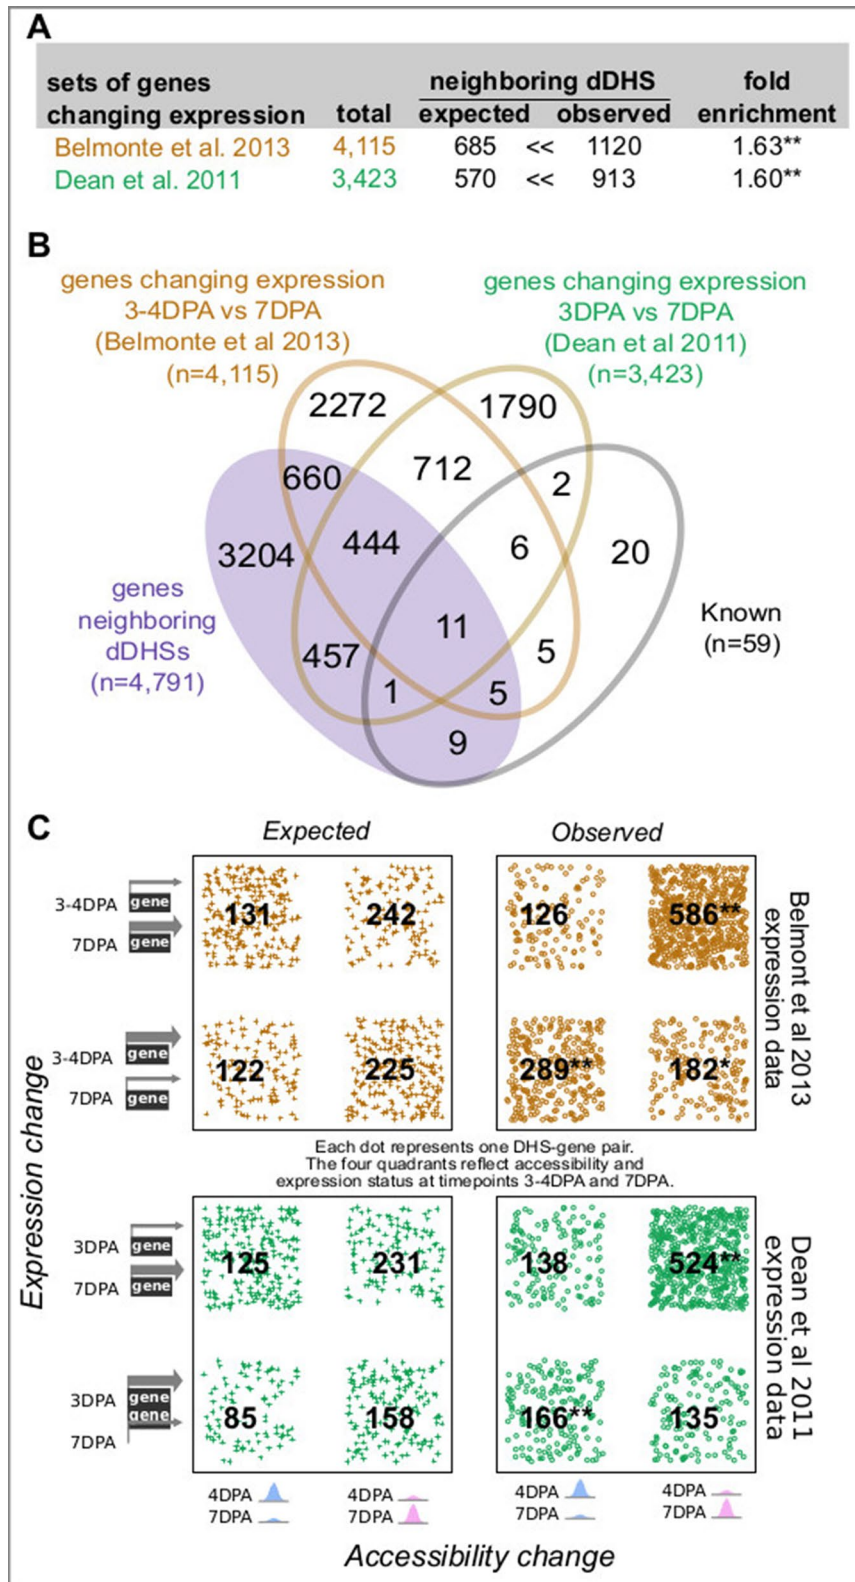 A
sets of genes changing expression total neighboring dDHS expected observed fold enrichment
Belmonte et al. 2013 4,115 685 << 1120 1.63**
Dean et al. 2011 3,423 570 << 913 1.60**
B
genes changing expression
3-4DPA vs 7DPA
(Belmonte et al 2013)
(n=4,115)
genes changing expression
3DPA vs 7DPA
(Dean et al 2011)
(n=3,423)
2272 1790
660 712 2
3204 444 6 20
genes
neighboring
dDHSs
(n=4,791)
Known
(n=59)
11
457 5
1 5
9
C
Expected Observed
3-4DPA gene
7DPA gene
131 242 126 586**
3-4DPA gene
7DPA gene
122 225 289** 182*
Belmont et al 2013
expression data
Each dot represents one DHS-gene pair.
The four quadrants reflect accessibility and
expression status at timepoints 3-4DPA and 7DPA.
Expression change
3DPA gene
7DPA gene
125 231 138 524**
3DPA gene
gene
7DPA
85 158 166** 135
Dean et al 2011
expression data
4DPA 4DPA 4DPA 4DPA
7DPA 7DPA 7DPA 7DPA
Accessibility change